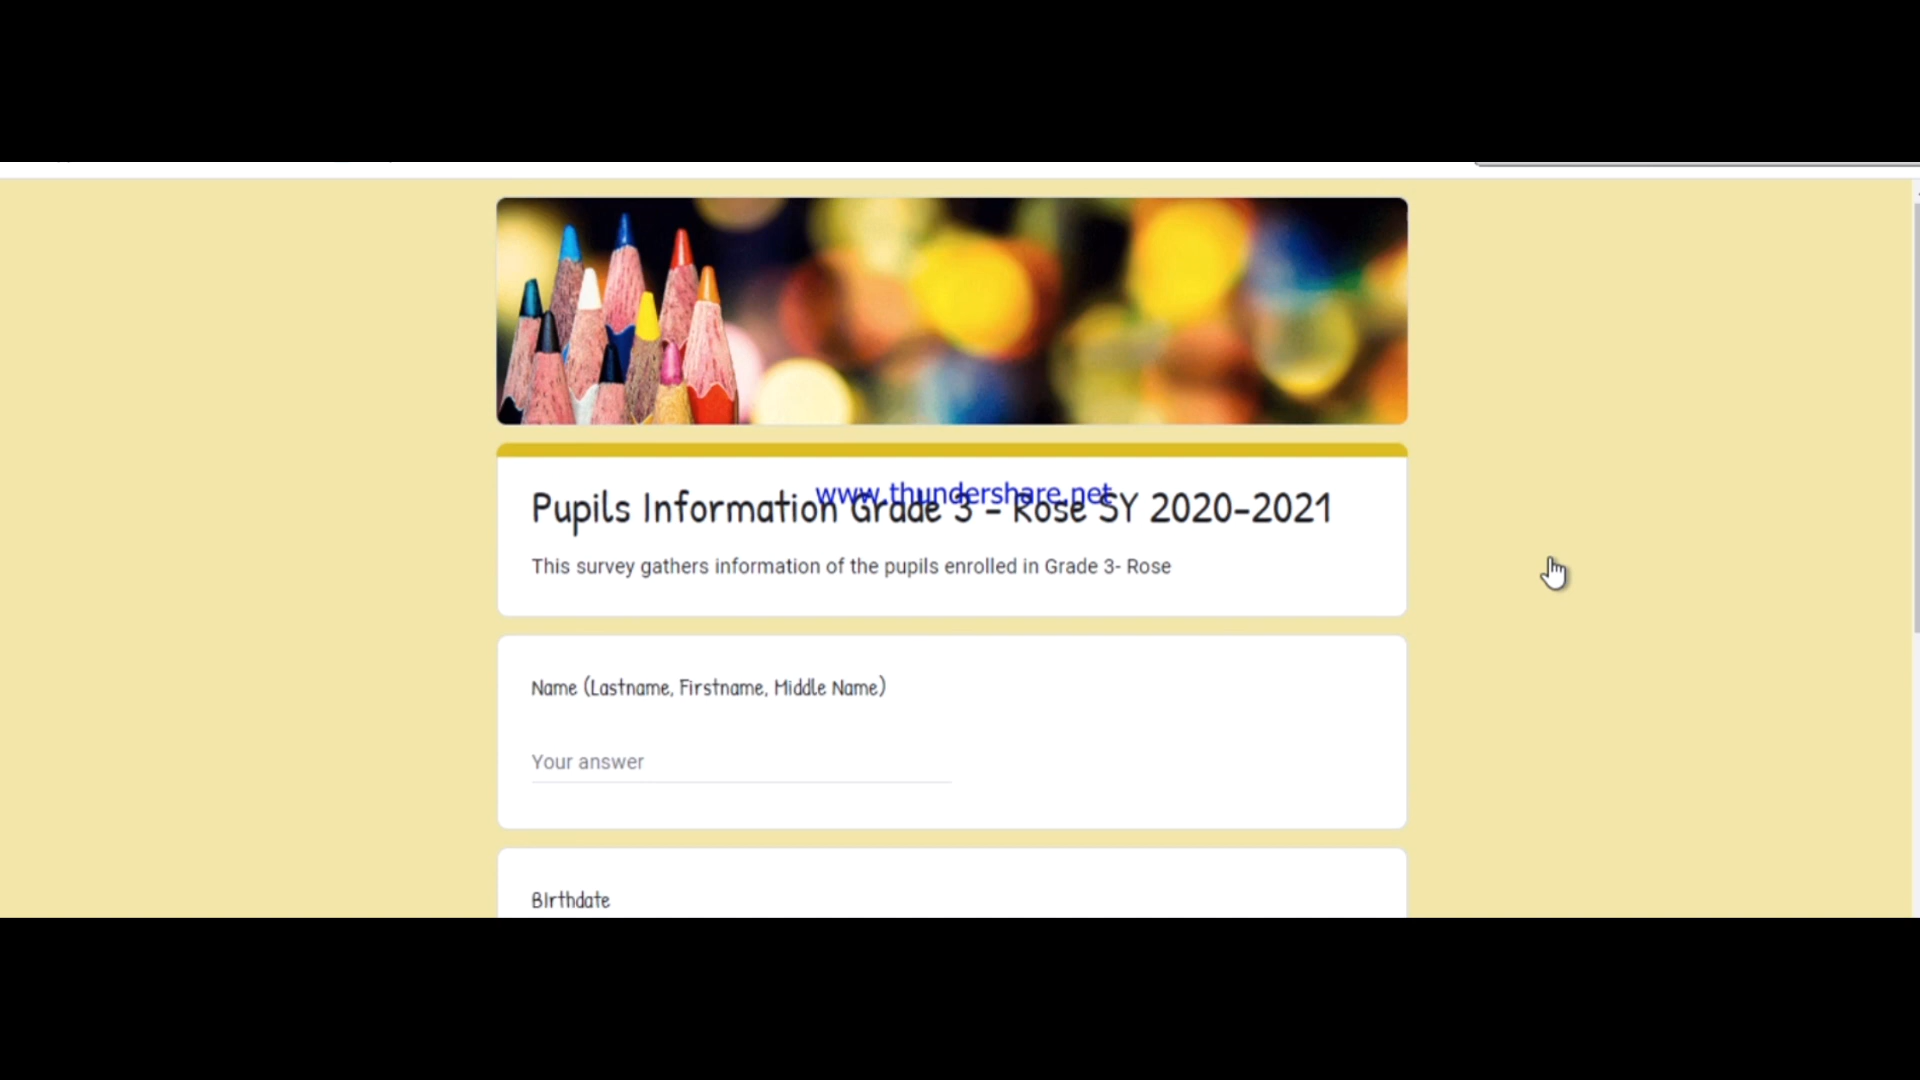 www.thundershare.net
Pupils Information Grade 3 - Rose SY 2020-2021
This survey gathers information of the pupils enrolled in Grade 3- Rose
Name (Lastname, Firstname, Middle Name)
Your answer
BIrthdate